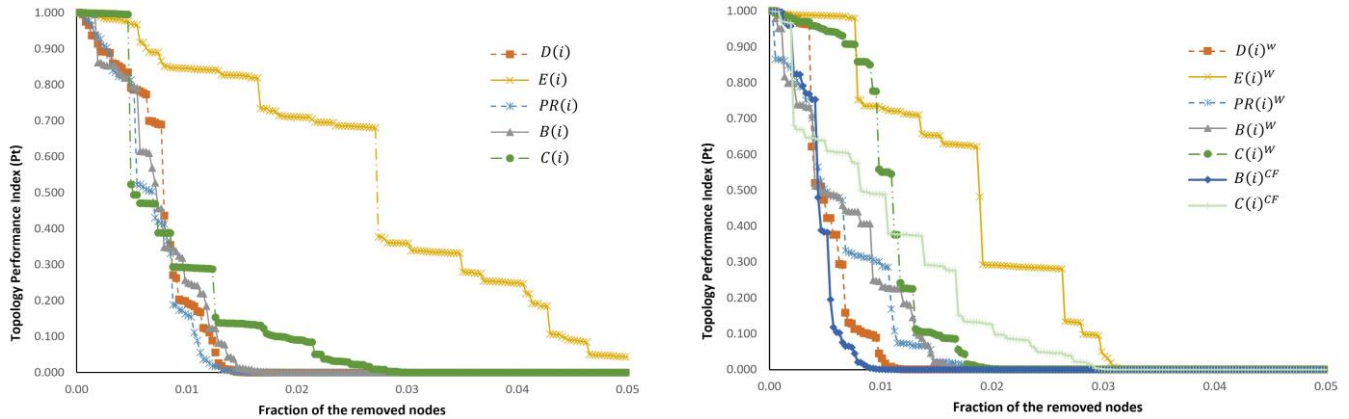 Topology Performance Index (Pt)
1.000
0.900
0.800
0.700
0.600
0.500
0.400
0.300
0.200
0.100
0.000
0.00
0.01
0.02
0.03
0.04
0.05
Fraction of the removed nodes
D(i)
E(i)
PR(i)
B(i)
C(i)
Topology Performance Index (Pt)
1.000
0.900
0.800
0.700
0.600
0.500
0.400
0.300
0.200
0.100
0.000
0.00
0.01
0.02
0.03
0.04
0.05
Fraction of the removed nodes
D(i)^W
E(i)^W
PR(i)^W
B(i)^W
C(i)^W
B(i)^CF
C(i)^CF